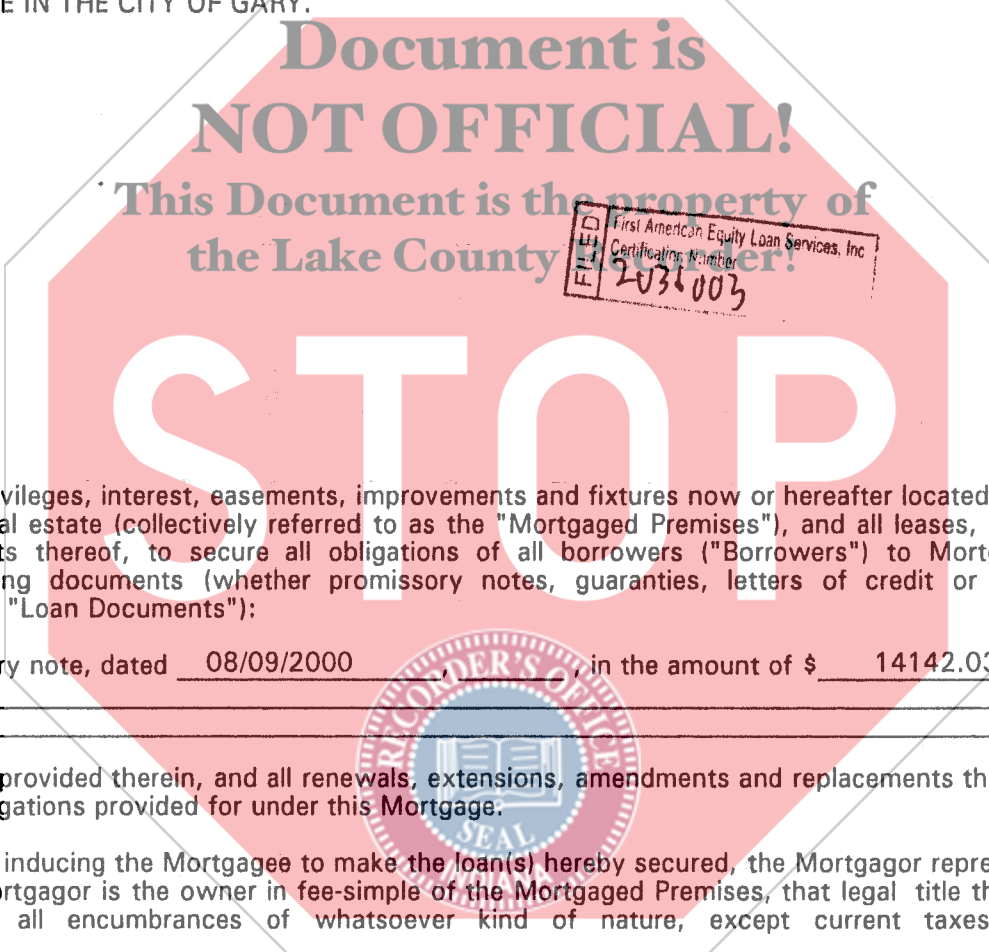 E IN THE CITY OF GARY.
Document is
NOT OFFICIAL!
This Document is the property of
the Lake County Recorder!
FILED
First American Equity Loan Services, Inc
Certification Number
STOP
vileges, interest, easements, improvements and fixtures now or hereafter located
al estate (collectively referred to as the "Mortgaged Premises"), and all leases,
ts thereof, to secure all obligations of all borrowers ("Borrowers") to Mort
ng documents (whether promissory notes, guaranties, letters of credit or
"Loan Documents"):
ry note, dated 08/09/2000 , , in the amount of $ 14142.03
RECORDER'S OFFICE
SEAL
INDIANA
provided therein, and all renewals, extensions, amendments and replacements th
gations provided for under this Mortgage.
inducing the Mortgagee to make the loan(s) hereby secured, the Mortgagor repre
rtgagor is the owner in fee-simple of the Mortgaged Premises, that legal title th
all encumbrances of whatsoever kind of nature, except current taxes